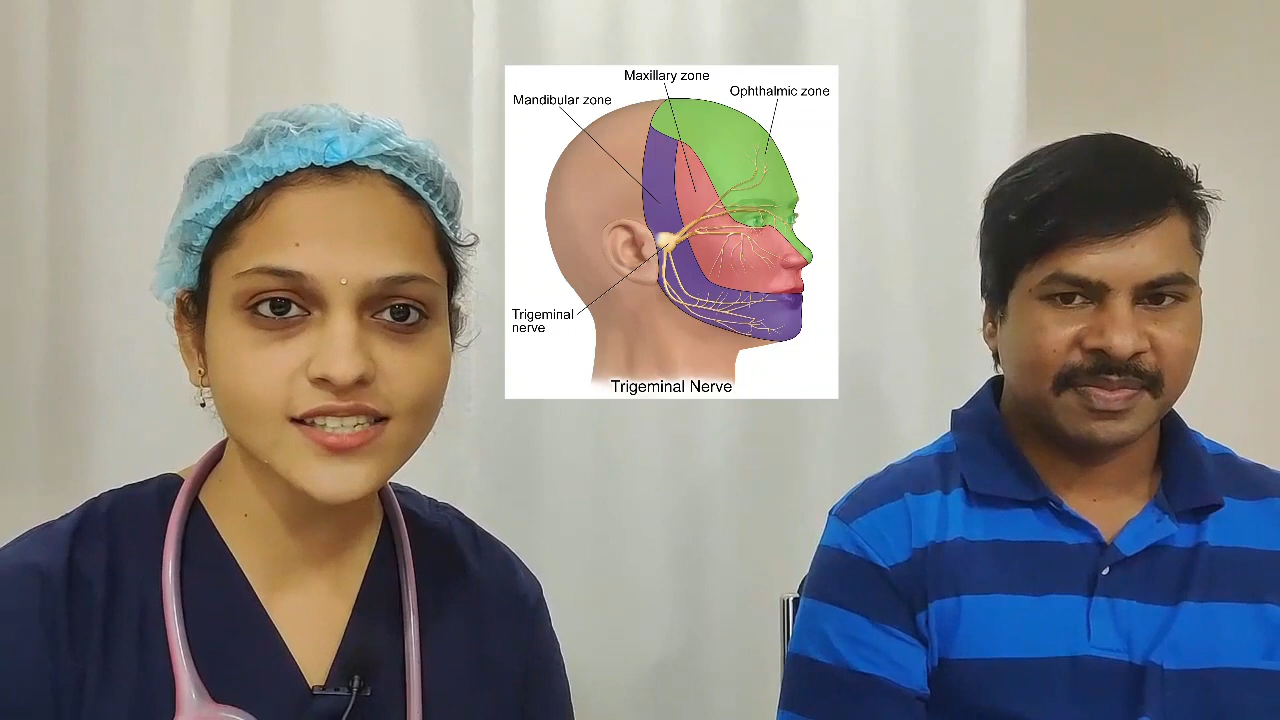 Maxillary zone
Ophthalmic zone
Mandibular zone
Trigeminal
nerve
Trigeminal Nerve